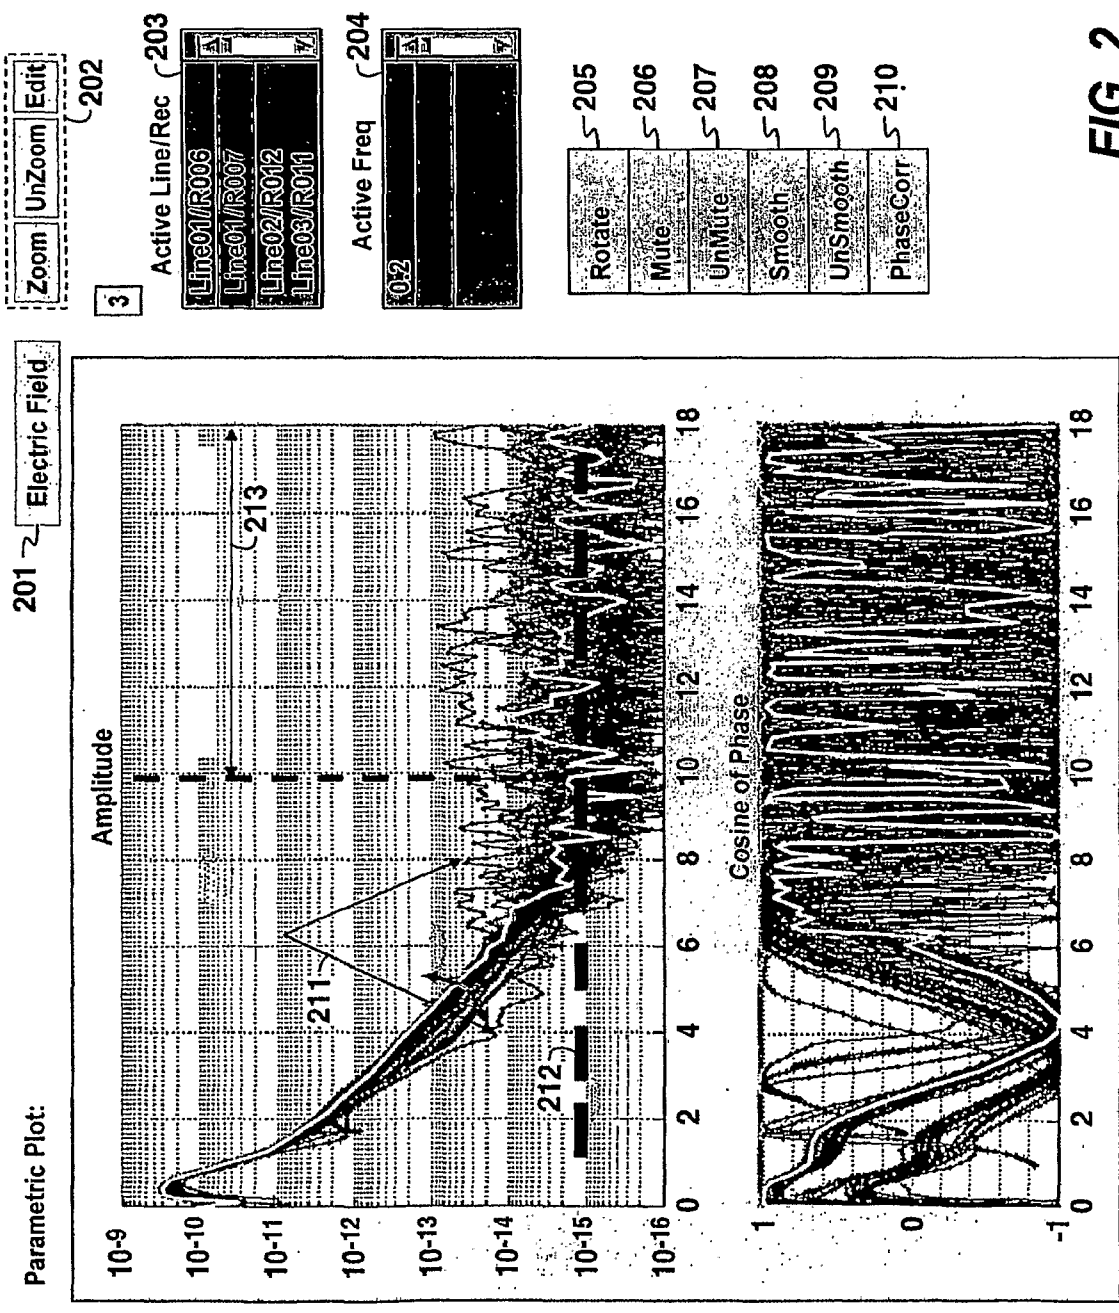 Parametric Plot:
201
Electric Field
Zoom
UnZoom
Edit
202
3
Active Line/Rec
203
Line01/R006
Line01/R007
Line02/R012
Line03/R011
Active Freq
204
0.2
Rotate
205
Mute
206
UnMute
207
Smooth
208
UnSmooth
209
PhaseCorr
210
Amplitude
10-9
10-10
10-11
10-12
10-13
10-14
10-15
10-16
211
212
213
0 2 4 6 8 10 12 14 16 18
Cosine of Phase
1
0
-1
0 2 4 6 8 10 12 14 16 18
FIG. 2